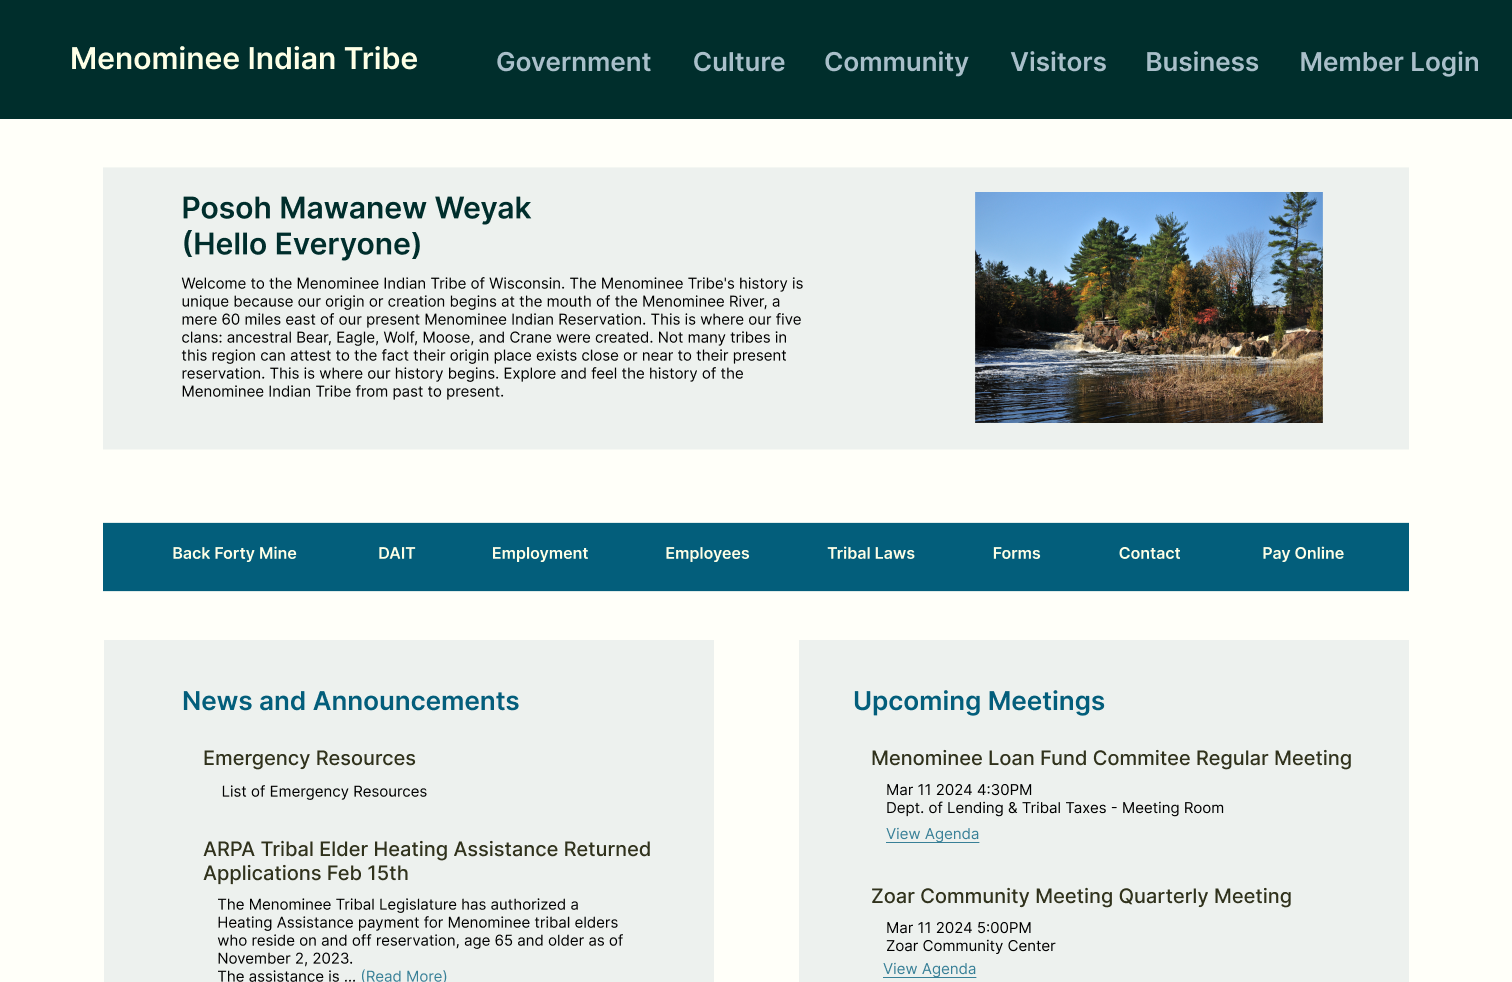 Menominee Indian Tribe
Government Culture Community Visitors Business Member Login
Posoh Mawanew Weyak
(Hello Everyone)
Welcome to the Menominee Indian Tribe of Wisconsin. The Menominee Tribe's history is
unique because our origin or creation begins at the mouth of the Menominee River, a
mere 60 miles east of our present Menominee Indian Reservation. This is where our five
clans: ancestral Bear, Eagle, Wolf, Moose, and Crane were created. Not many tribes in
this region can attest to the fact their origin place exists close or near to their present
reservation. This is where our history begins. Explore and feel the history of the
Menominee Indian Tribe from past to present.
Back Forty Mine DAIT Employment Employees Tribal Laws Forms Contact Pay Online
News and Announcements
Emergency Resources
List of Emergency Resources
ARPA Tribal Elder Heating Assistance Returned
Applications Feb 15th
The Menominee Tribal Legislature has authorized a
Heating Assistance payment for Menominee tribal elders
who reside on and off reservation, age 65 and older as of
November 2, 2023.
The assistance is ... (Read More)
Upcoming Meetings
Menominee Loan Fund Commitee Regular Meeting
Mar 11 2024 4:30PM
Dept. of Lending & Tribal Taxes - Meeting Room
View Agenda
Zoar Community Meeting Quarterly Meeting
Mar 11 2024 5:00PM
Zoar Community Center
View Agenda